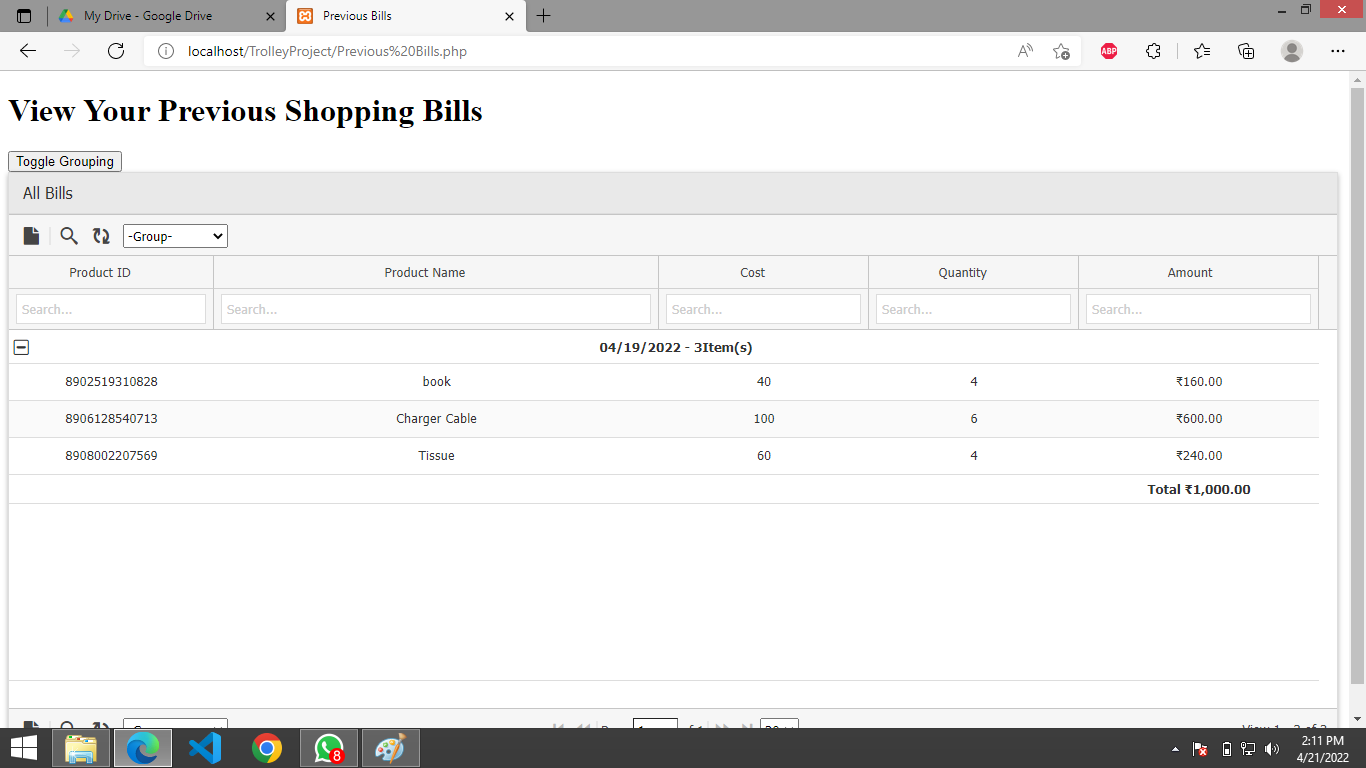 My Drive - Google Drive
Previous Bills
localhost/TrolleyProject/Previous%20Bills.php
ABP
View Your Previous Shopping Bills
Toggle Grouping
All Bills
-Group-
Product ID Product Name Cost Quantity Amount
Search... Search... Search... Search... Search...
04/19/2022 - 3Item(s)
8902519310828 book 40 4 ₹160.00
8906128540713 Charger Cable 100 6 ₹600.00
8908002207569 Tissue 60 4 ₹240.00
Total ₹1,000.00
8
2:11 PM
4/21/2022